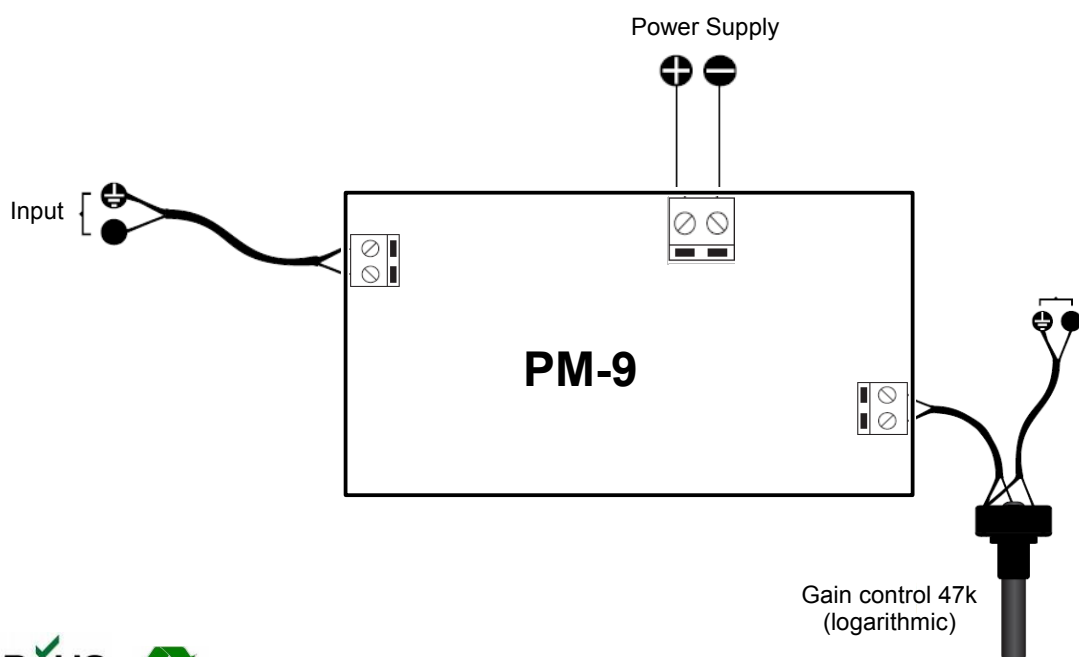 Power Supply
Input
PM-9
Gain control 47k
(logarithmic)